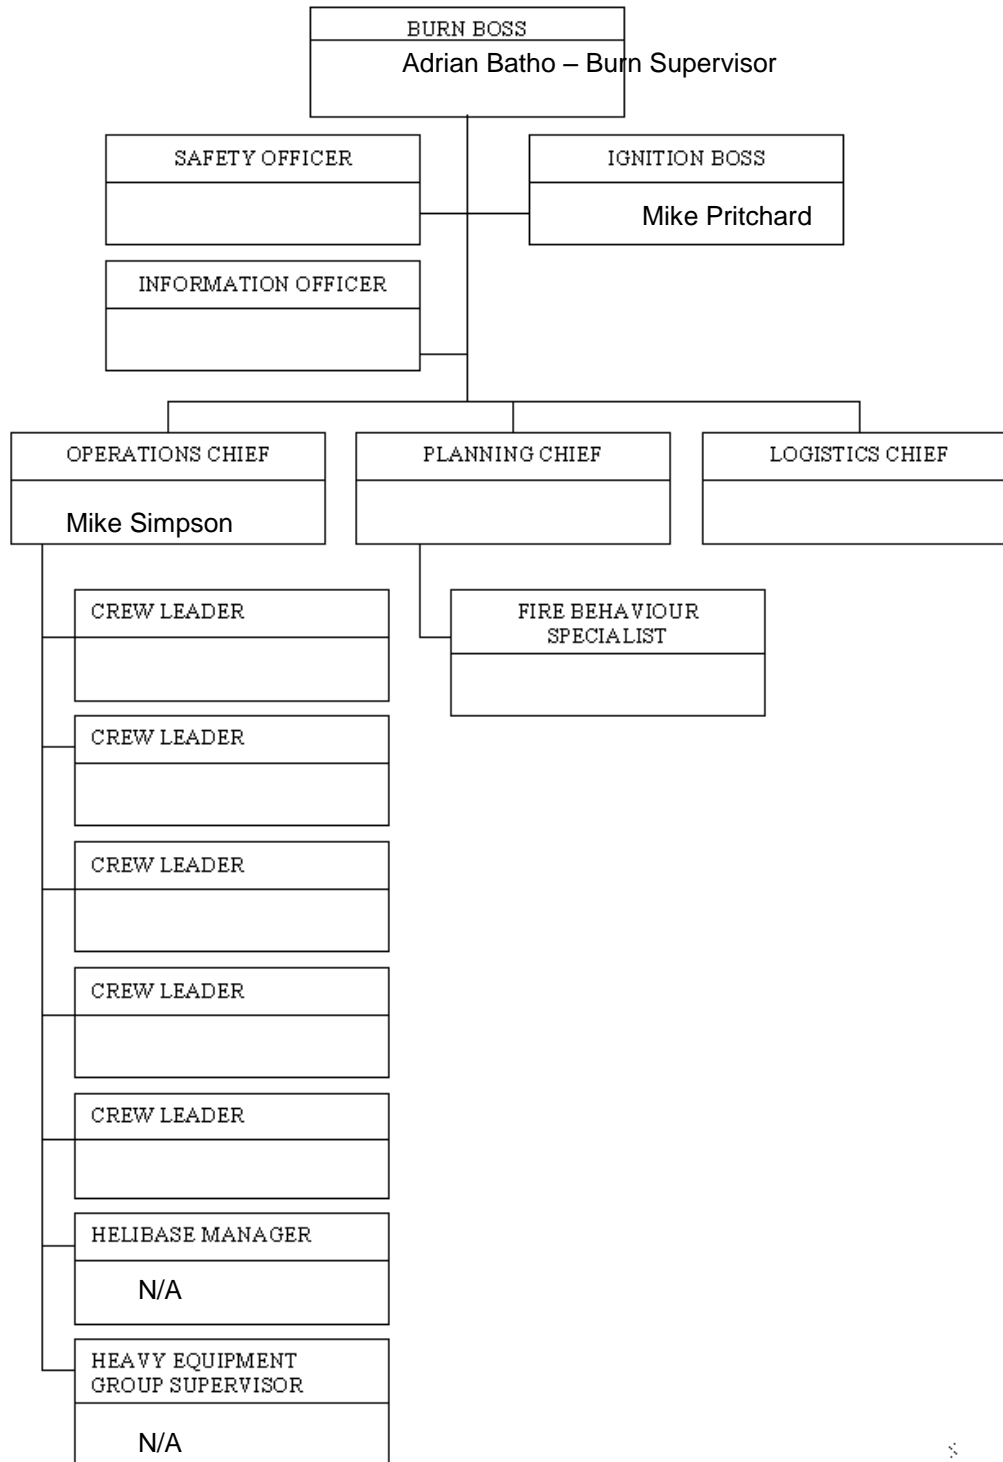 BURN BOSS
Adrian Batho – Burn Supervisor
SAFETY OFFICER
IGNITION BOSS
Mike Pritchard
INFORMATION OFFICER
OPERATIONS CHIEF
Mike Simpson
PLANNING CHIEF
LOGISTICS CHIEF
CREW LEADER
FIRE BEHAVIOUR
SPECIALIST
CREW LEADER
CREW LEADER
CREW LEADER
CREW LEADER
HELIBASE MANAGER
N/A
HEAVY EQUIPMENT
GROUP SUPERVISOR
N/A